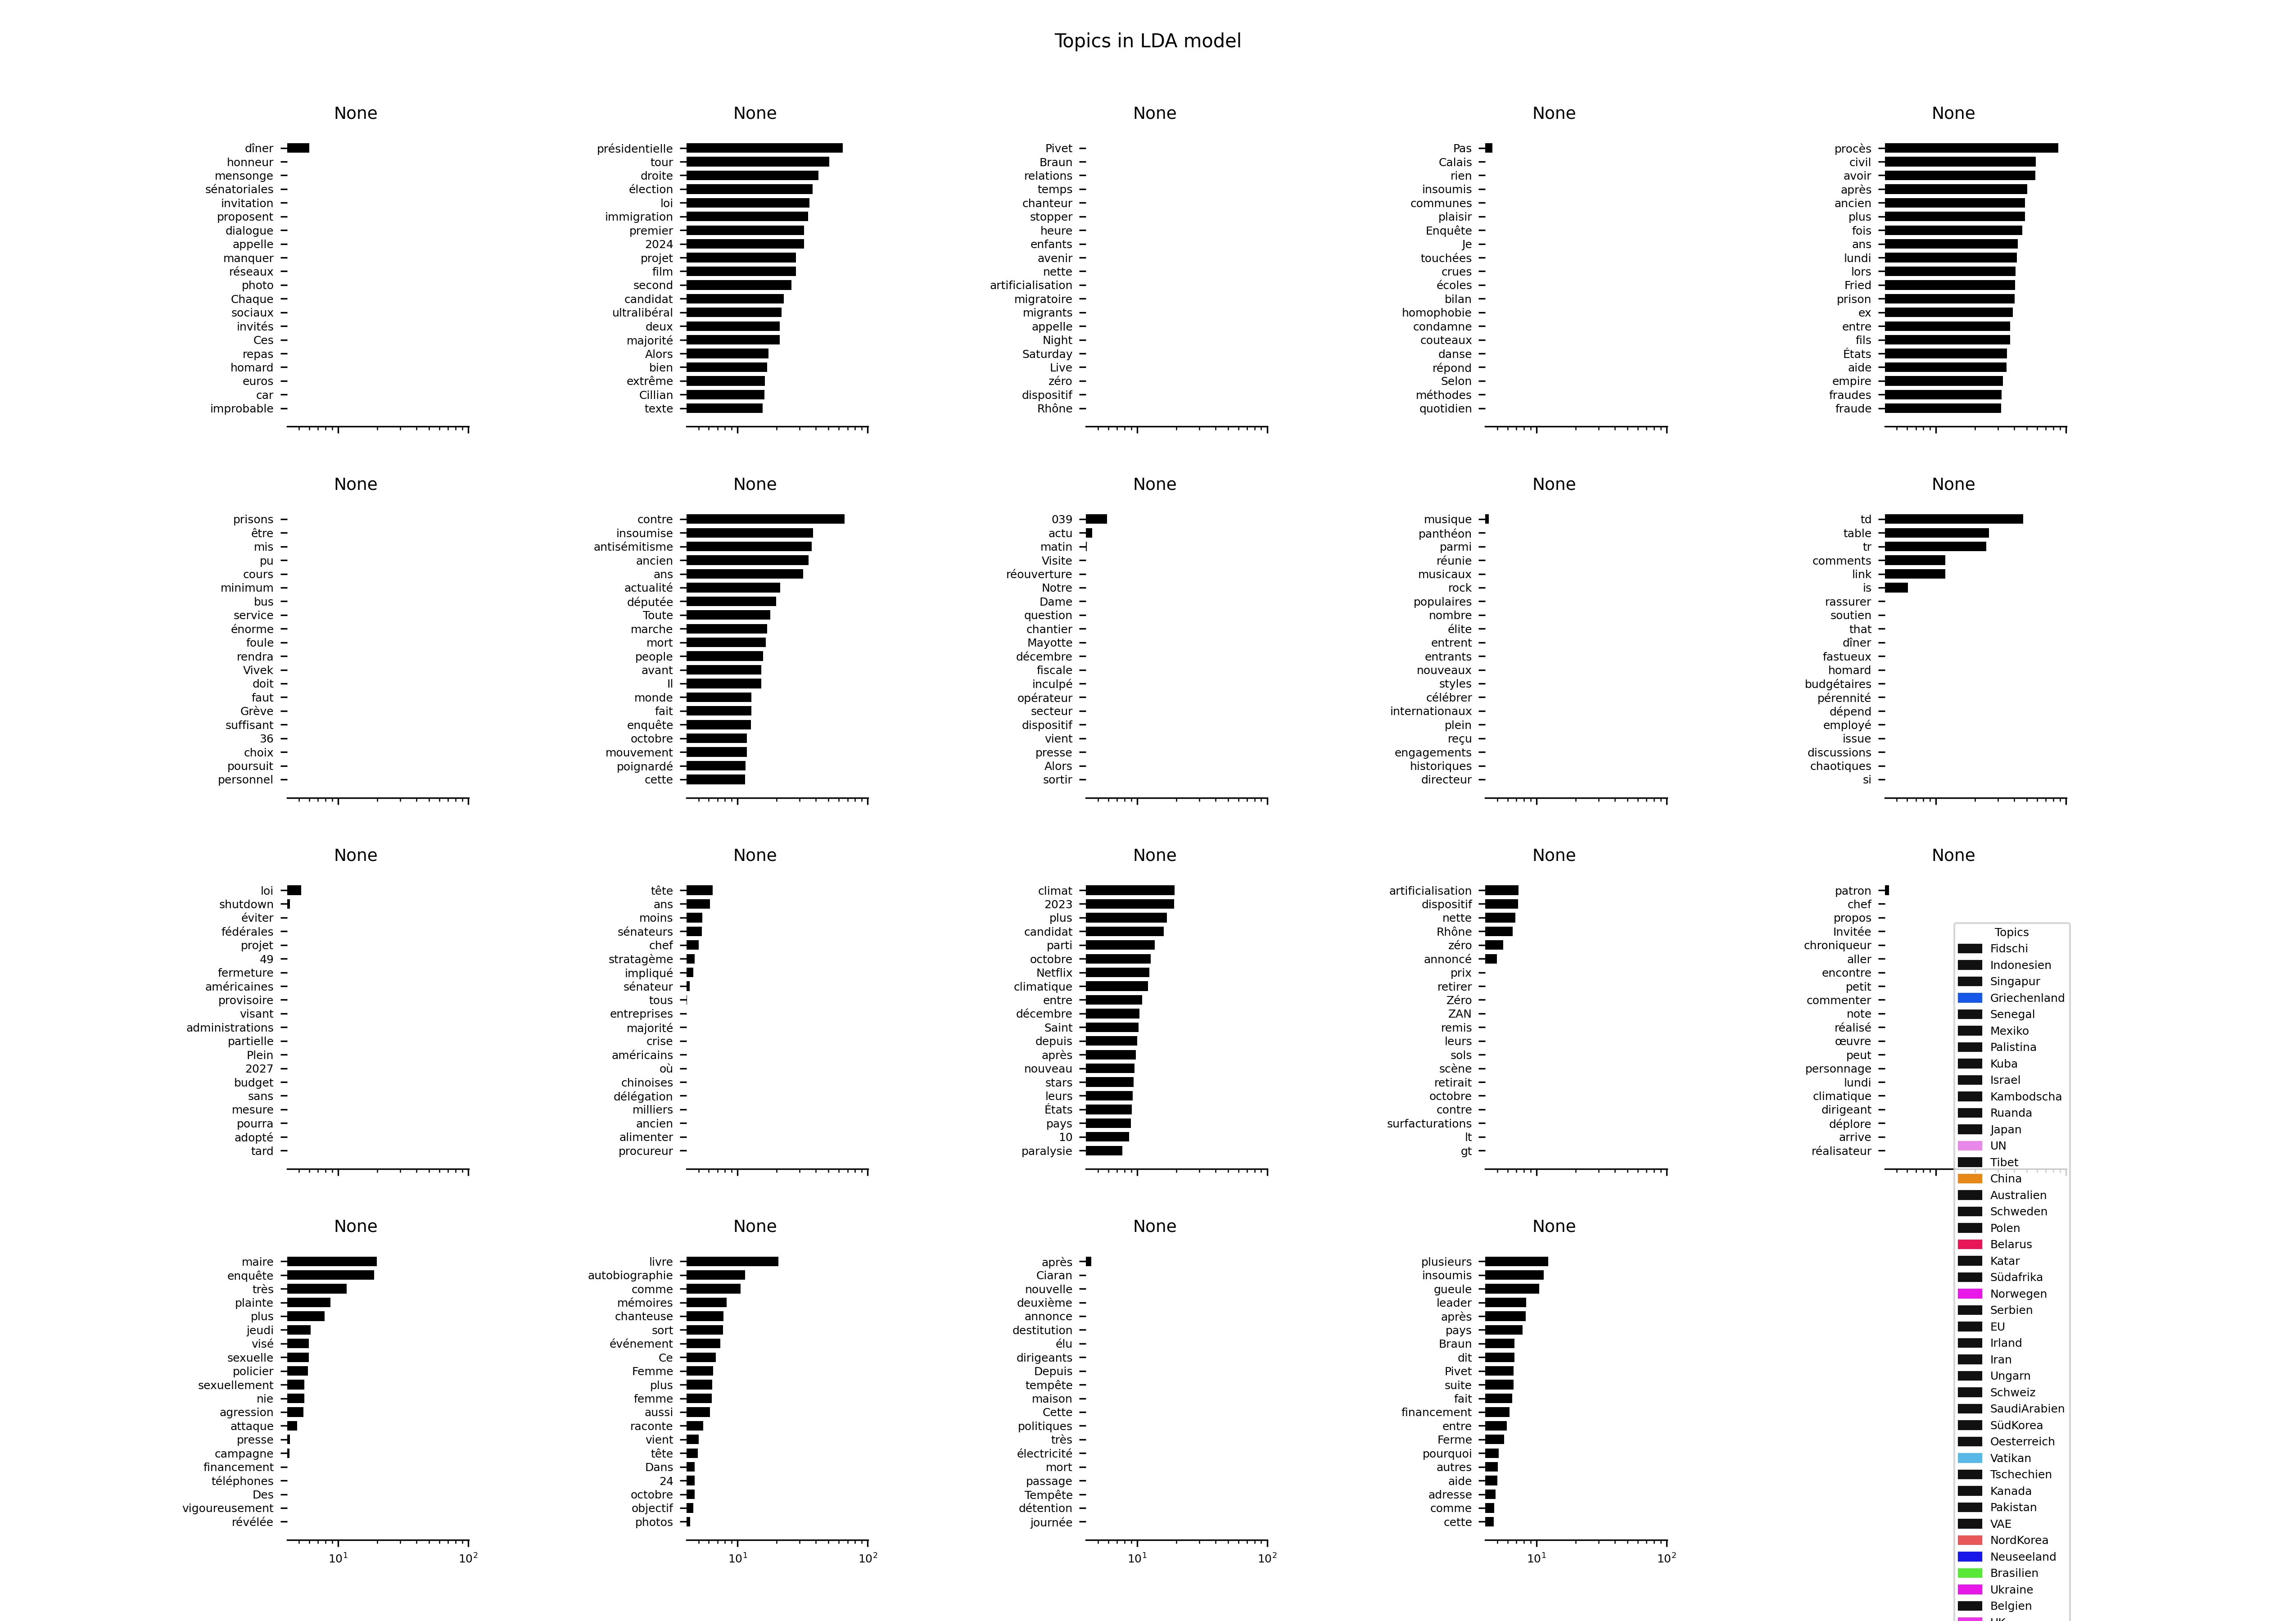 Topics in LDA model
None
dîner
honneur
mensonge
sénatoriales
invitation
proposent
dialogue
appelle
manquer
réseaux
photo
Chaque
sociaux
invités
Ces
repas
homard
euros
car
improbable
None
présidentielle
tour
droite
élection
loi
immigration
premier
2024
projet
film
second
candidat
ultralibéral
deux
majorité
Alors
bien
extrême
Cillian
texte
None
Pivet
Braun
relations
temps
chanteur
stopper
heure
enfants
avenir
nette
artificialisation
migratoire
migrants
appelle
Night
Saturday
Live
zéro
dispositif
Rhône
None
Pas
Calais
rien
insoumis
communes
plaisir
Enquête
Je
touchées
crues
écoles
bilan
homophobie
condamne
couteaux
danse
répond
Selon
méthodes
quotidien
None
procès
civil
avoir
après
ancien
plus
fois
ans
lundi
lors
Fried
prison
ex
entre
fils
États
aide
empire
fraudes
fraude
None
prisons
être
mis
pu
cours
minimum
bus
service
énorme
foule
rendra
Vivek
doit
faut
Grève
suffisant
36
choix
poursuit
personnel
None
contre
insoumise
antisémitisme
ancien
ans
actualité
députée
Toute
marche
mort
people
avant
Il
monde
fait
enquête
octobre
mouvement
poignardé
cette
None
039
actu
matin
Visite
réouverture
Notre
Dame
question
chantier
Mayotte
décembre
fiscale
inculpé
opérateur
secteur
dispositif
vient
presse
Alors
sortir
None
musique
panthéon
parmi
réunie
musicaux
rock
populaires
nombre
élite
entrent
entrants
nouveaux
styles
célébrer
internationaux
plein
reçu
engagements
historiques
directeur
None
td
table
tr
comments
link
is
rassurer
soutien
that
dîner
fastueux
homard
budgétaires
pérennité
dépend
employé
issue
discussions
chaotiques
si
None
loi
shutdown
éviter
fédérales
projet
49
fermeture
américaines
provisoire
visant
administrations
partielle
Plein
2027
budget
sans
mesure
pourra
adopté
tard
None
tête
ans
moins
sénateurs
chef
stratagème
impliqué
sénateur
tous
entreprises
majorité
crise
américains
où
chinoises
délégation
milliers
ancien
alimenter
procureur
None
climat
2023
plus
candidat
parti
octobre
Netflix
climatique
entre
décembre
Saint
depuis
après
nouveau
stars
leurs
États
pays
10
paralysie
None
artificialisation
dispositif
nette
Rhône
zéro
annoncé
prix
retirer
Zéro
ZAN
remis
leurs
sols
scène
retirait
octobre
contre
surfacturations
lt
gt
None
patron
chef
propos
Invitée
chroniqueur
aller
encontre
petit
commenter
note
réalisé
œuvre
peut
personnage
lundi
climatique
dirigeant
déplore
arrive
réalisateur
None
maire
enquête
très
plainte
plus
jeudi
visé
sexuelle
policier
sexuellement
nie
agression
attaque
presse
campagne
financement
téléphones
Des
vigoureusement
révélée
10¹ 10²
None
livre
autobiographie
comme
mémoires
chanteuse
sort
événement
Ce
Femme
plus
femme
aussi
raconte
vient
tête
Dans
24
octobre
objectif
photos
10¹ 10²
None
après
Ciaran
nouvelle
deuxième
annonce
destitution
élu
dirigeants
Depuis
tempête
maison
Cette
politiques
très
électricité
mort
passage
Tempête
détention
journée
10¹ 10²
None
plusieurs
insoumis
gueule
leader
après
pays
Braun
dit
Pivet
suite
fait
financement
entre
Ferme
pourquoi
autres
aide
adresse
comme
cette
10¹ 10²
Topics
Fidschi
Indonesien
Singapur
Griechenland
Senegal
Mexiko
Palistina
Kuba
Israel
Kambodscha
Ruanda
Japan
UN
Tibet
China
Australien
Schweden
Polen
Belarus
Katar
Südafrika
Norwegen
Serbien
EU
Irland
Iran
Ungarn
Schweiz
SaudiArabien
SüdKorea
Oesterreich
Vatikan
Tschechien
Kanada
Pakistan
VAE
NordKorea
Neuseeland
Brasilien
Ukraine
Belgien